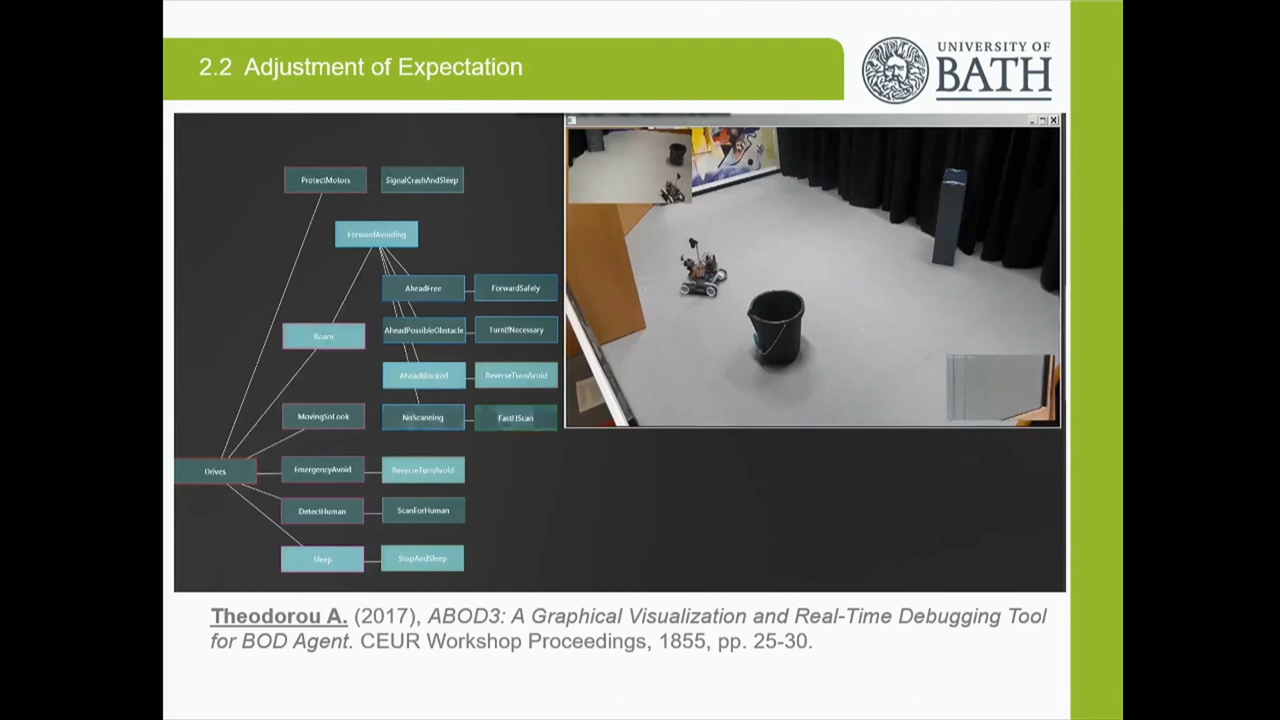 2.2 Adjustment of Expectation
UNIVERSITY OF
BATH
ProtectMotors
SignalCrashAndSleep
ForwardAvoiding
AheadFree
ForwardSafely
Roam
AheadPossibleObstacle
TurnIfNecessary
AheadBlocked
ReverseTurnAvoid
MovingSoLook
NoScanning
FastHScan
Drives
EmergencyAvoid
ReverseTurnAvoid
DetectHuman
ScanForHuman
Sleep
StopAndSleep
Theodorou A. (2017), ABOD3: A Graphical Visualization and Real-Time Debugging Tool
for BOD Agent. CEUR Workshop Proceedings, 1855, pp. 25-30.